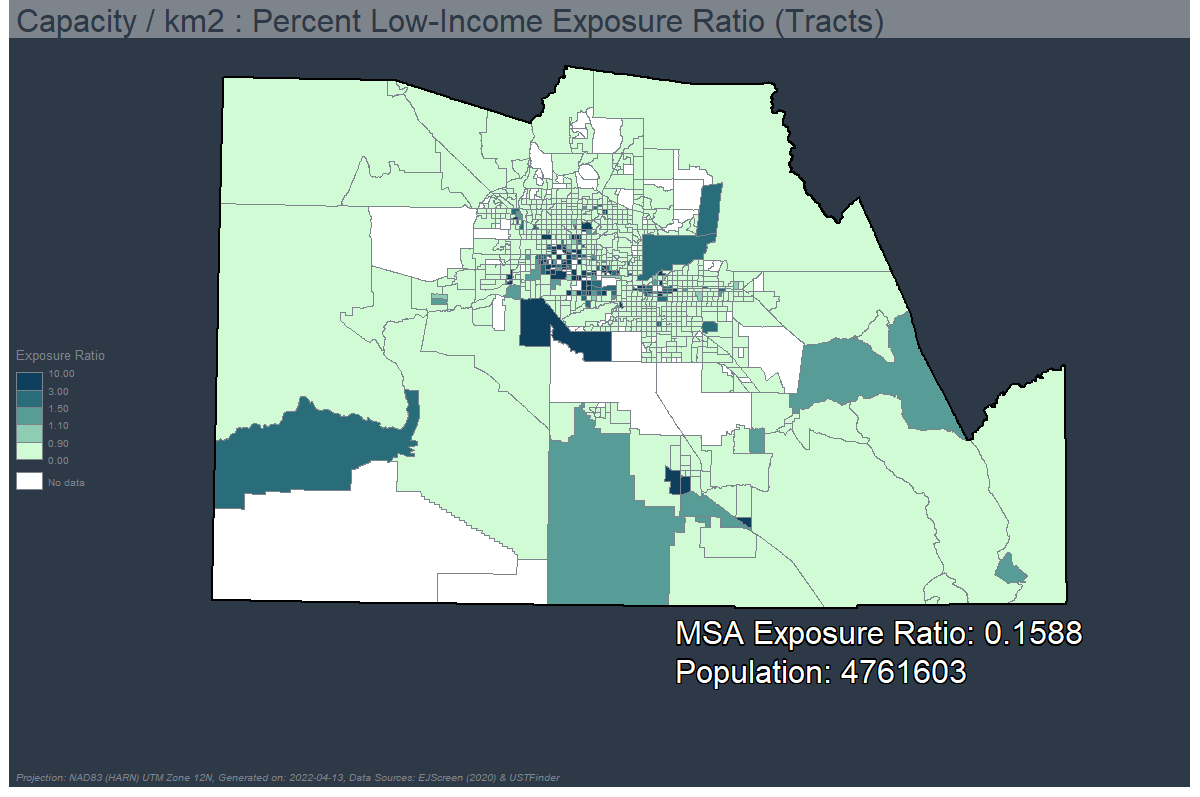 Capacity / km2 : Percent Low-Income Exposure Ratio (Tracts)
Exposure Ratio
10.00
3.00
1.50
1.10
0.90
0.00
No data
MSA Exposure Ratio: 0.1588
Population: 4761603
Projection: NAD83 (HARN) UTM Zone 12N, Generated on: 2022-04-13, Data Sources: EJScreen (2020) & USTFinder